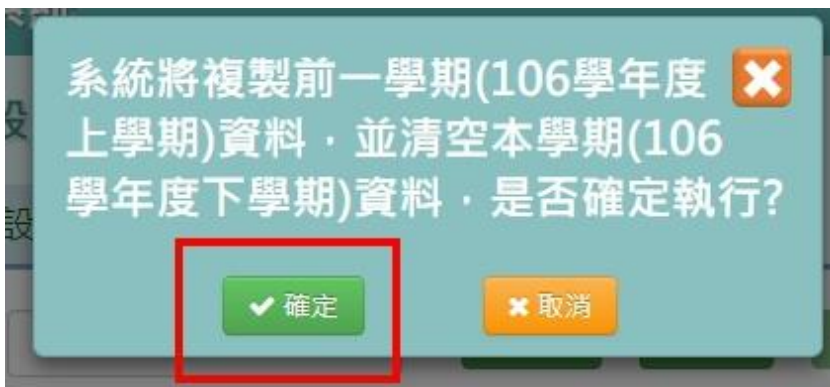 系統將複製前一學期(106學年度
上學期)資料，並清空本學期(106
學年度下學期)資料，是否確定執行?
確定
取消
設